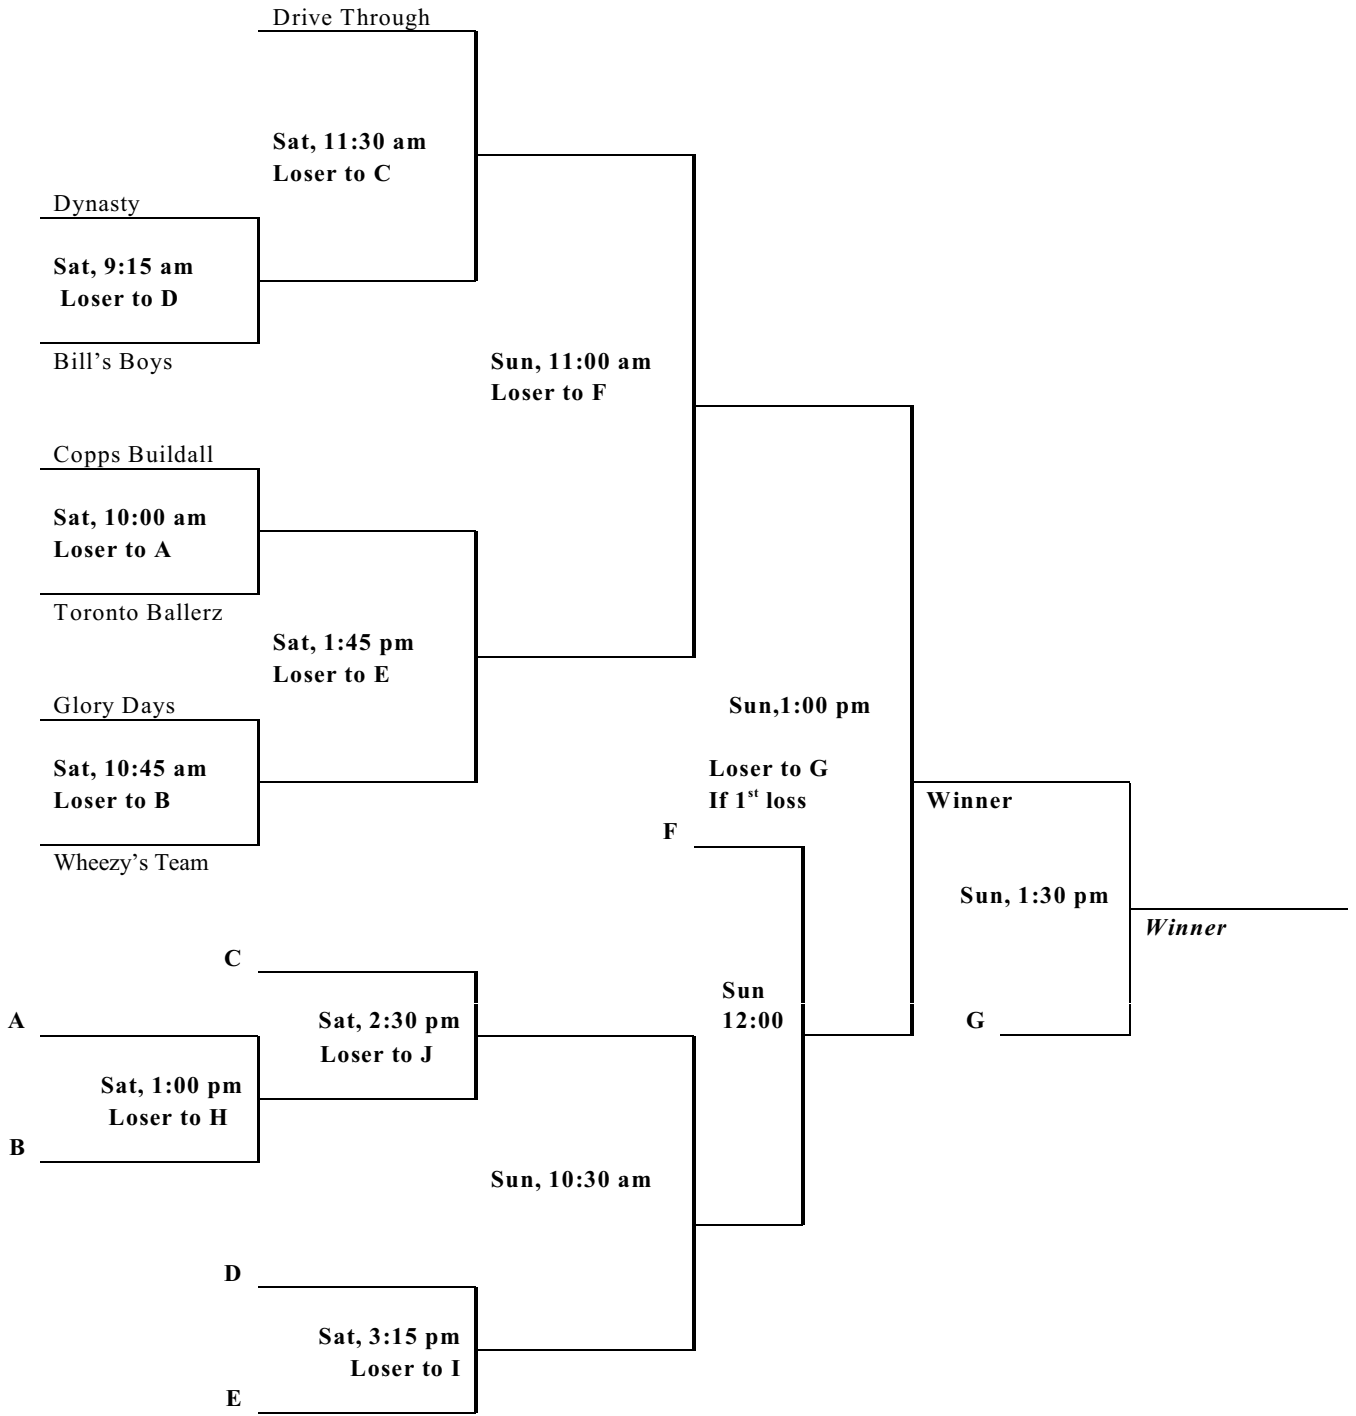 Drive Through
Sat, 11:30 am
Loser to C
Dynasty
Sat, 9:15 am
Loser to D
Bill's Boys
Sun, 11:00 am
Loser to F
Copps Buildall
Sat, 10:00 am
Loser to A
Toronto Ballerz
Sat, 1:45 pm
Loser to E
Glory Days
Sun,1:00 pm
Sat, 10:45 am
Loser to B
Loser to G
If 1st loss
Winner
F
Wheezy’s Team
Sun, 1:30 pm
Winner
C
Sun
12:00
A
Sat, 2:30 pm
Loser to J
G
Sat, 1:00 pm
Loser to H
B
Sun, 10:30 am
D
Sat, 3:15 pm
Loser to I
E